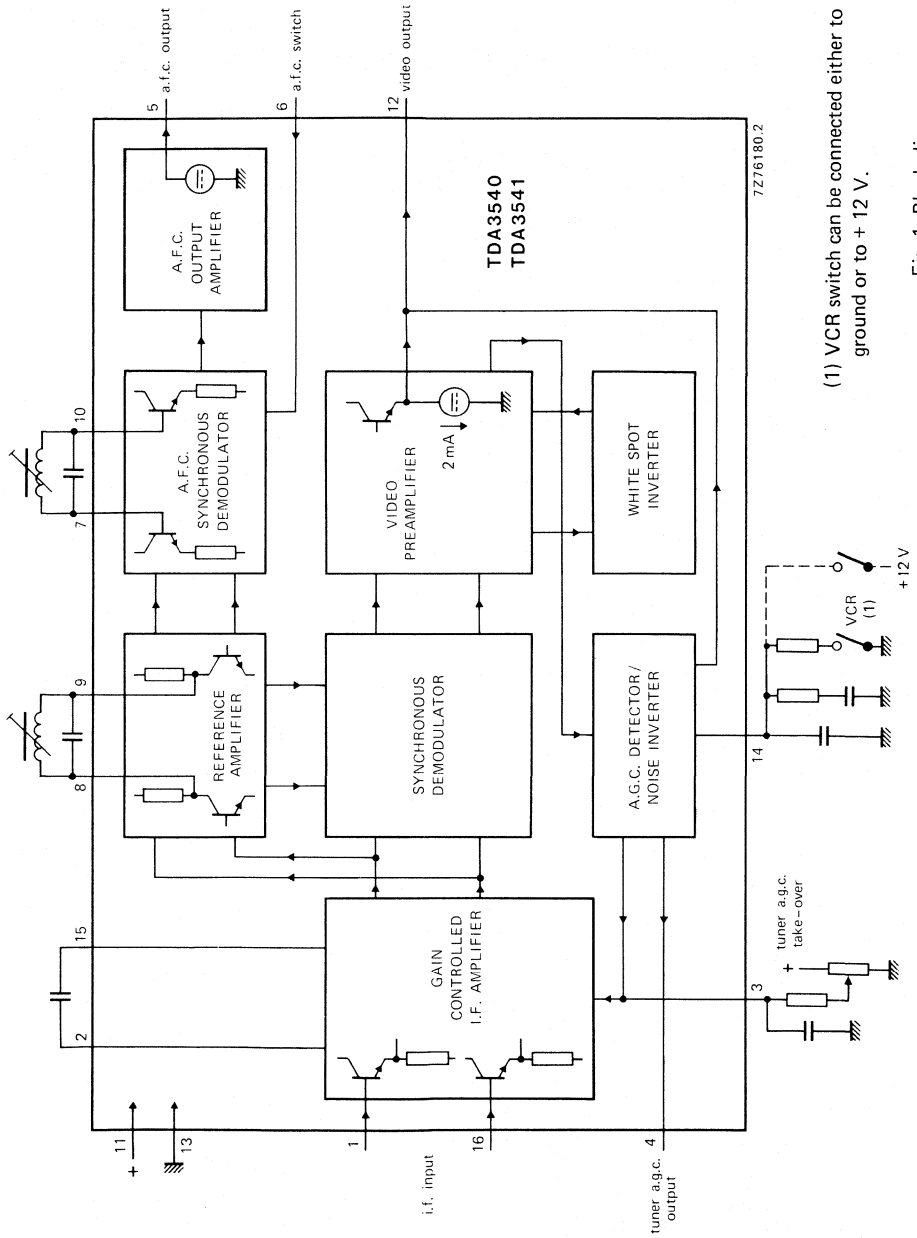 11
+
13
2
15
8
9
7
10
5 a.f.c. output
6 a.f.c. switch
12 video output
1
16
i.f. input
4
tuner a.g.c.
output
GAIN
CONTROLLED
I.F. AMPLIFIER
REFERENCE
AMPLIFIER
A.F.C.
SYNCHRONOUS
DEMODULATOR
A.F.C.
OUTPUT
AMPLIFIER
SYNCHRONOUS
DEMODULATOR
VIDEO
PREAMPLIFIER
2 mA
A.G.C. DETECTOR/
NOISE INVERTER
WHITE SPOT
INVERTER
TDA3540
TDA3541
3
+
tuner a.g.c.
take-over
14
VCR
(1)
+12 V
7Z76180.2
(1) VCR switch can be connected either to
ground or to + 12 V.